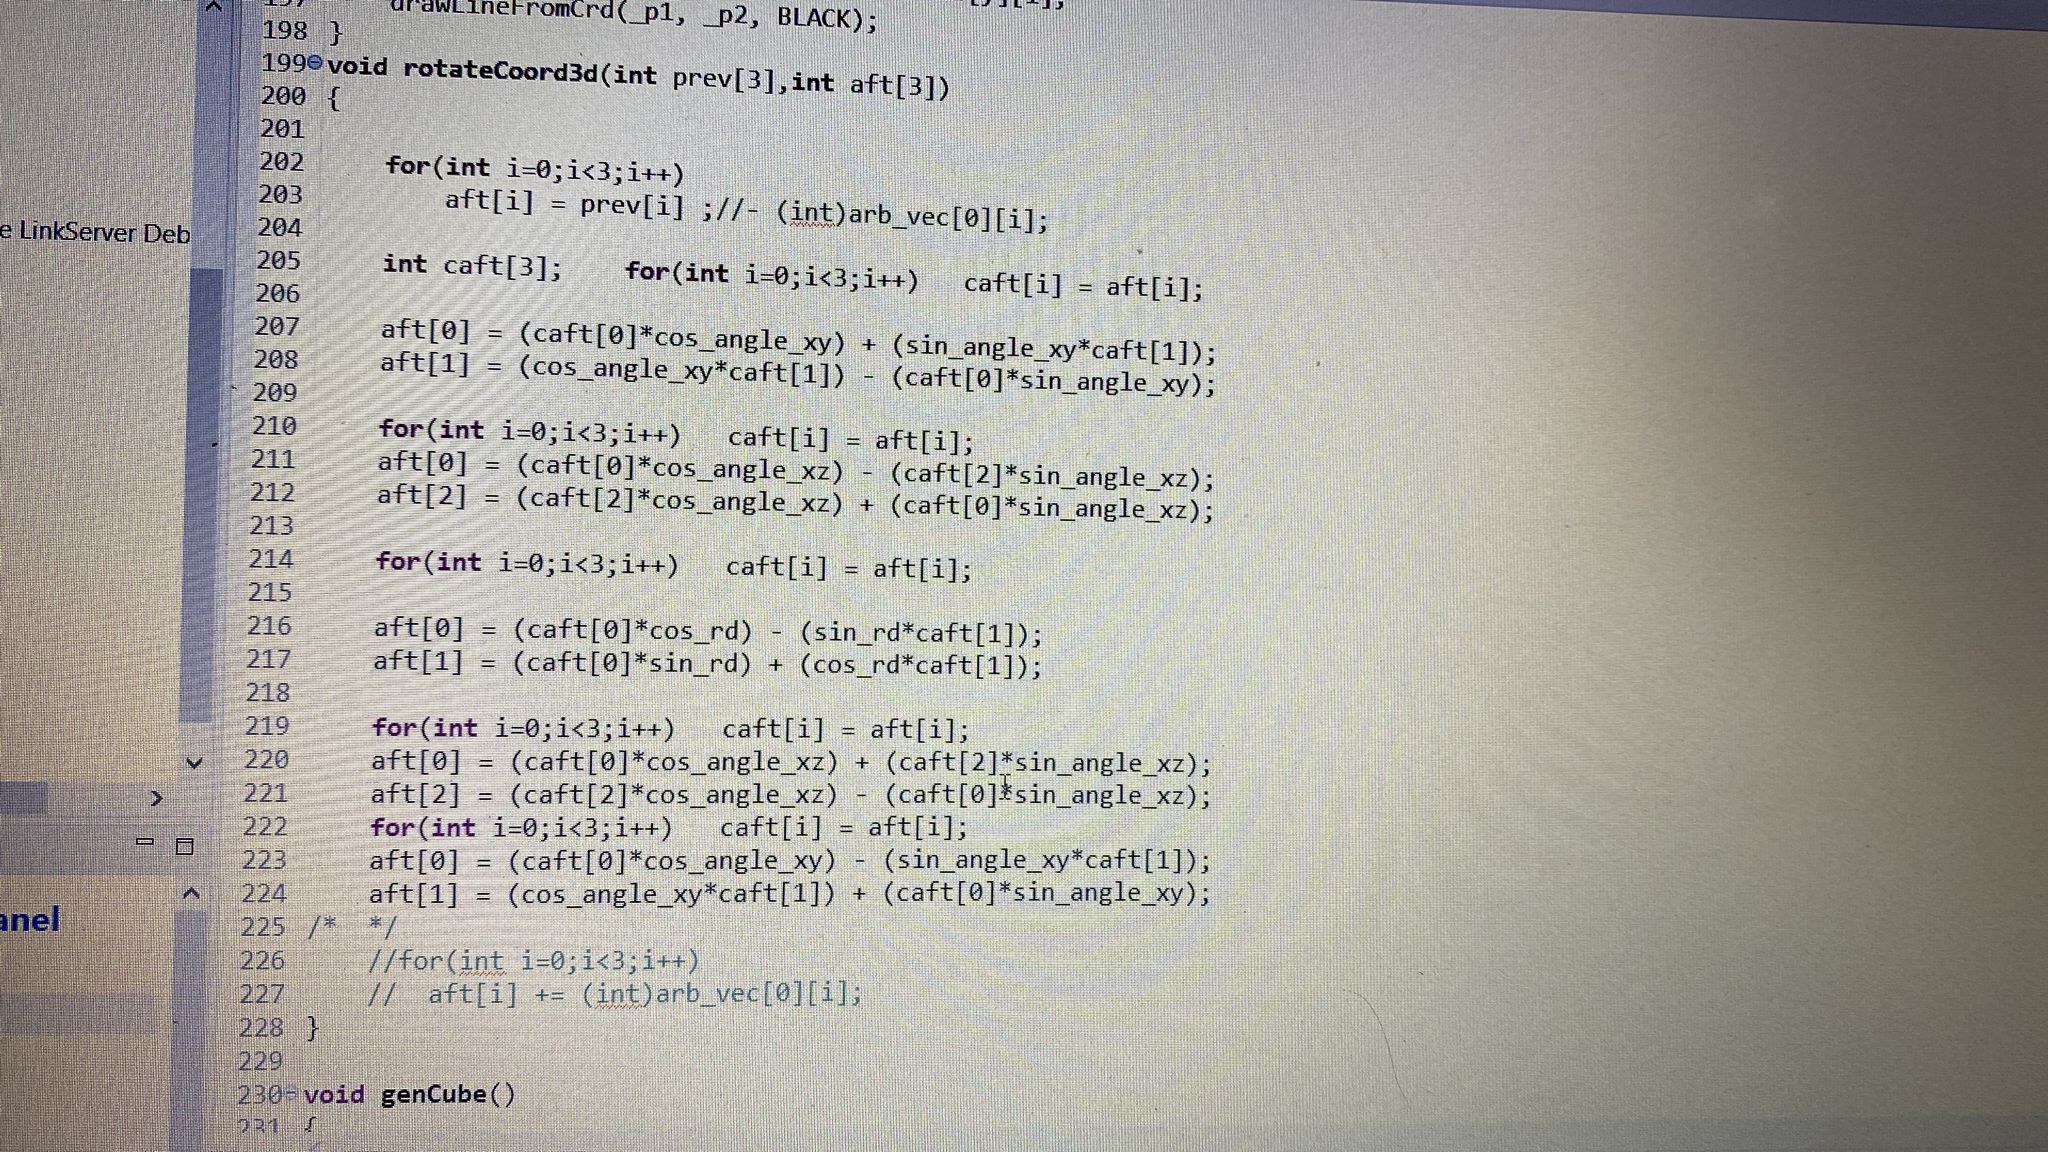 drawLineFromCrd(_p1, _p2, BLACK);
198 }
199 void rotateCoord3d(int prev[3],int aft[3])
200 {
201
202 for(int i=0;i<3;i++)
203 aft[i] = prev[i] ;//- (int)arb_vec[0][i];
204
205 int caft[3]; for(int i=0;i<3;i++) caft[i] = aft[i];
206
207 aft[0] = (caft[0]*cos_angle_xy) + (sin_angle_xy*caft[1]);
208 aft[1] = (cos_angle_xy*caft[1]) - (caft[0]*sin_angle_xy);
209
210 for(int i=0;i<3;i++) caft[i] = aft[i];
211 aft[0] = (caft[0]*cos_angle_xz) - (caft[2]*sin_angle_xz);
212 aft[2] = (caft[2]*cos_angle_xz) + (caft[0]*sin_angle_xz);
213
214 for(int i=0;i<3;i++) caft[i] = aft[i];
215
216 aft[0] = (caft[0]*cos_rd) - (sin_rd*caft[1]);
217 aft[1] = (caft[0]*sin_rd) + (cos_rd*caft[1]);
218
219 for(int i=0;i<3;i++) caft[i] = aft[i];
220 aft[0] = (caft[0]*cos_angle_xz) + (caft[2]*sin_angle_xz);
221 aft[2] = (caft[2]*cos_angle_xz) - (caft[0]*sin_angle_xz);
222 for(int i=0;i<3;i++) caft[i] = aft[i];
223 aft[0] = (caft[0]*cos_angle_xy) - (sin_angle_xy*caft[1]);
224 aft[1] = (cos_angle_xy*caft[1]) + (caft[0]*sin_angle_xy);
225 /* */
226 //for(int i=0;i<3;i++)
227 // aft[i] += (int)arb_vec[0][i];
228 }
229
230 void genCube()
231 {
e LinkServer Deb
anel